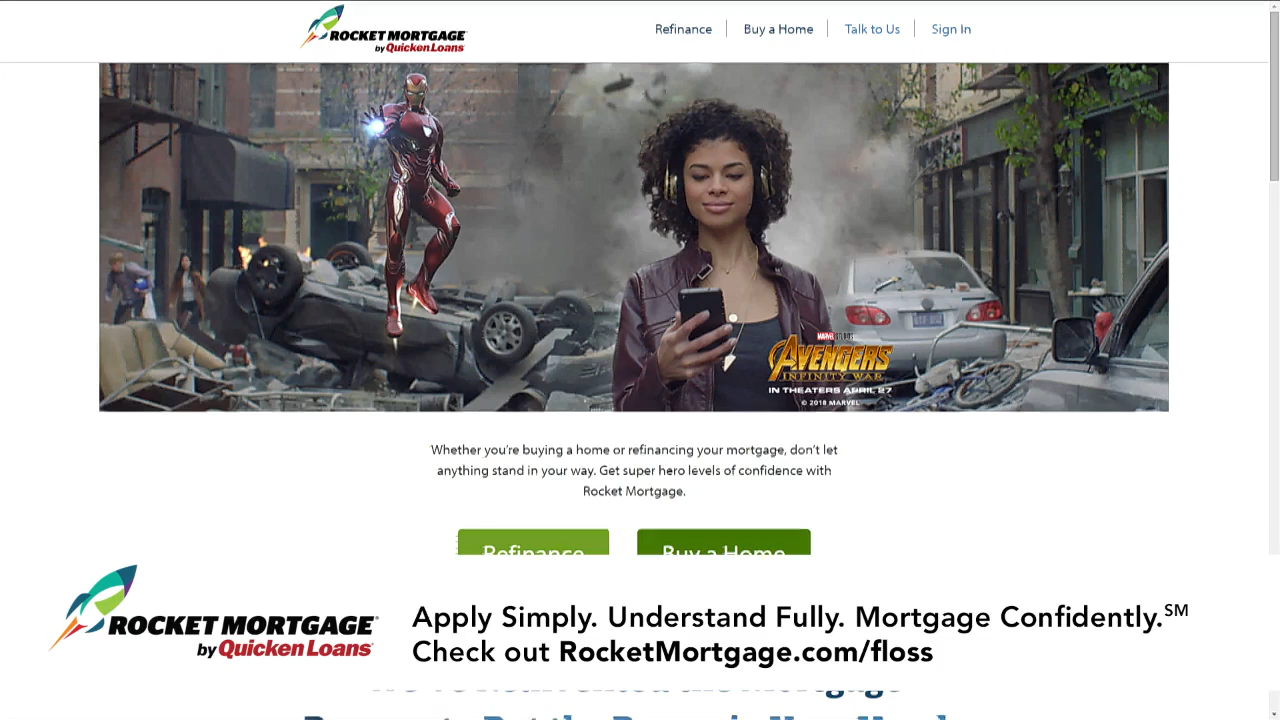 ROCKET MORTGAGE
by Quicken Loans
Refinance
Buy a Home
Talk to Us
Sign In
MARVEL STUDIOS
AVENGERS
INFINITY WAR
IN THEATERS APRIL 27
© 2018 MARVEL
Whether you're buying a home or refinancing your mortgage, don't let
anything stand in your way. Get super hero levels of confidence with
Rocket Mortgage.
Refinance
Buy a Home
ROCKET MORTGAGE
by Quicken Loans
Apply Simply. Understand Fully. Mortgage Confidently.℠
Check out RocketMortgage.com/floss